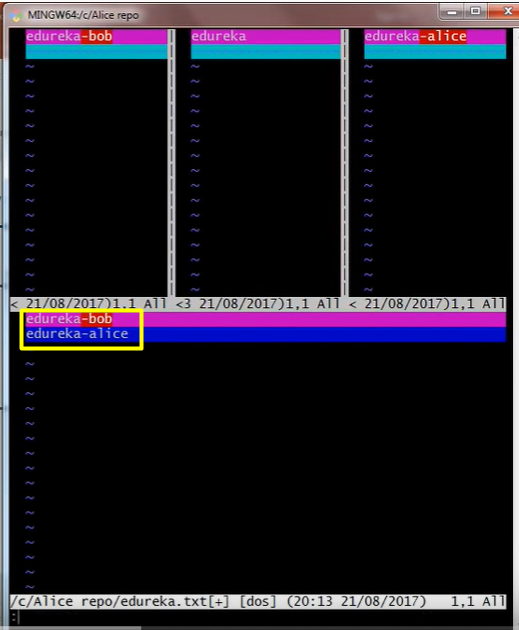 MINGW64:/c/Alice repo
edureka-bob
edureka
edureka-alice
< 21/08/2017)1.1 All <3 21/08/2017)1,1 All < 21/08/2017)1,1 All
edureka-bob
edureka-alice
/c/Alice repo/edureka.txt[+] [dos] (20:13 21/08/2017) 1,1 All
: